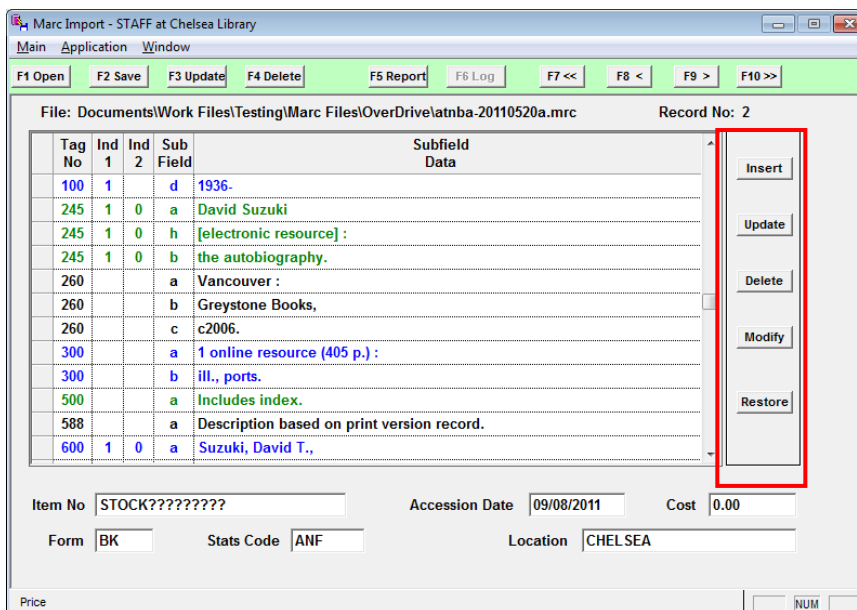 Marc Import - STAFF at Chelsea Library
Main Application Window
F1 Open F2 Save F3 Update F4 Delete F5 Report F6 Log F7 << F8 < F9 > F10 >>
File: Documents\Work Files\Testing\Marc Files\OverDrive\atnba-20110520a.mrc Record No: 2
Tag No Ind 1 Ind 2 Sub Field Subfield Data
100 1 d 1936-
245 1 0 a David Suzuki
245 1 0 h [electronic resource] :
245 1 0 b the autobiography.
260 a Vancouver :
260 b Greystone Books,
260 c c2006.
300 a 1 online resource (405 p.) :
300 b ill., ports.
500 a Includes index.
588 a Description based on print version record.
600 1 0 a Suzuki, David T.,
Insert
Update
Delete
Modify
Restore
Item No STOCK????????? Accession Date 09/08/2011 Cost 0.00
Form BK Stats Code ANF Location CHELSEA
Price NUM